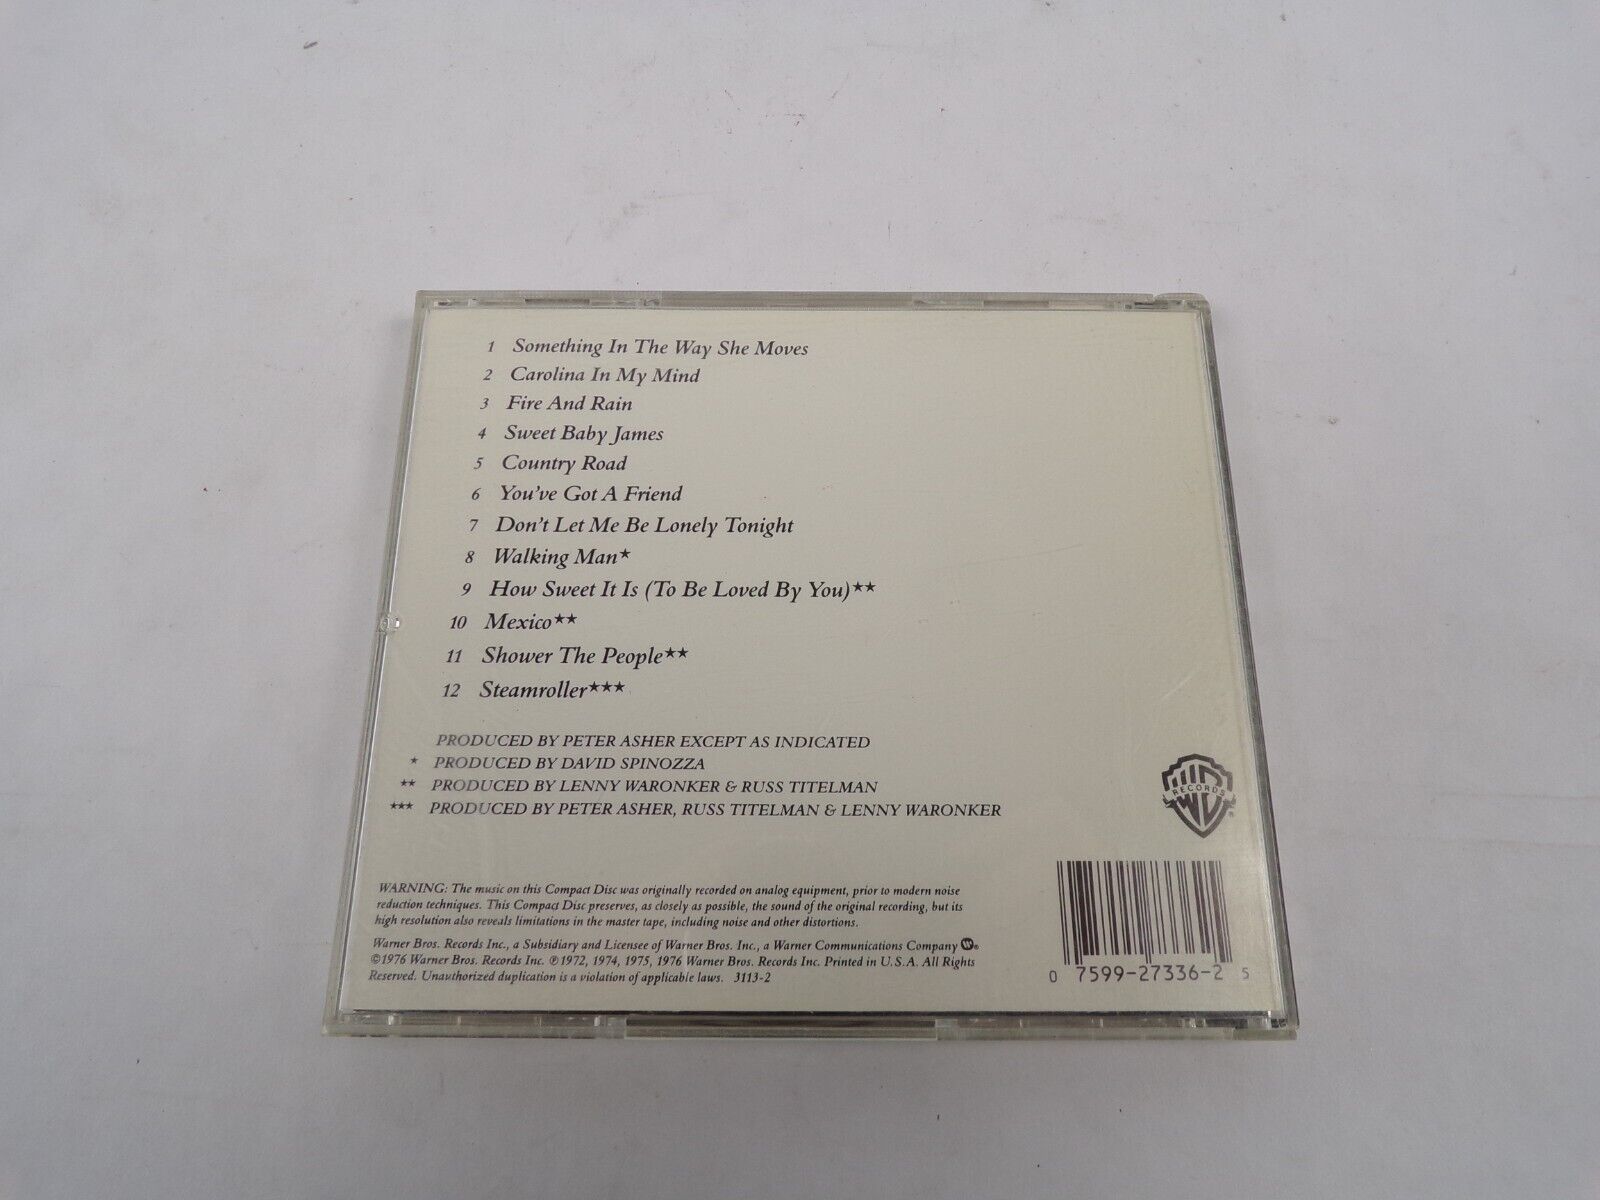 1 Something In The Way She Moves
2 Carolina In My Mind
3 Fire And Rain
4 Sweet Baby James
5 Country Road
6 You've Got A Friend
7 Don't Let Me Be Lonely Tonight
8 Walking Man★
9 How Sweet It Is (To Be Loved By You)★★
10 Mexico★★
11 Shower The People★★
12 Steamroller★★★
PRODUCED BY PETER ASHER EXCEPT AS INDICATED
★ PRODUCED BY DAVID SPINOZZA
★★ PRODUCED BY LENNY WARONKER & RUSS TITELMAN
★★★ PRODUCED BY PETER ASHER, RUSS TITELMAN & LENNY WARONKER
WB
RECORDS
®
WARNING: The music on this Compact Disc was originally recorded on analog equipment, prior to modern noise
reduction techniques. This Compact Disc preserves, as closely as possible, the sound of the original recording, but its
high resolution also reveals limitations in the master tape, including noise and other distortions.
Warner Bros. Records Inc., a Subsidiary and Licensee of Warner Bros. Inc., a Warner Communications Company ®
©1976 Warner Bros. Records Inc. ℗1972, 1974, 1975, 1976 Warner Bros. Records Inc. Printed in U.S.A. All Rights
Reserved. Unauthorized duplication is a violation of applicable laws. 3113-2
0 7599-27336-2 5